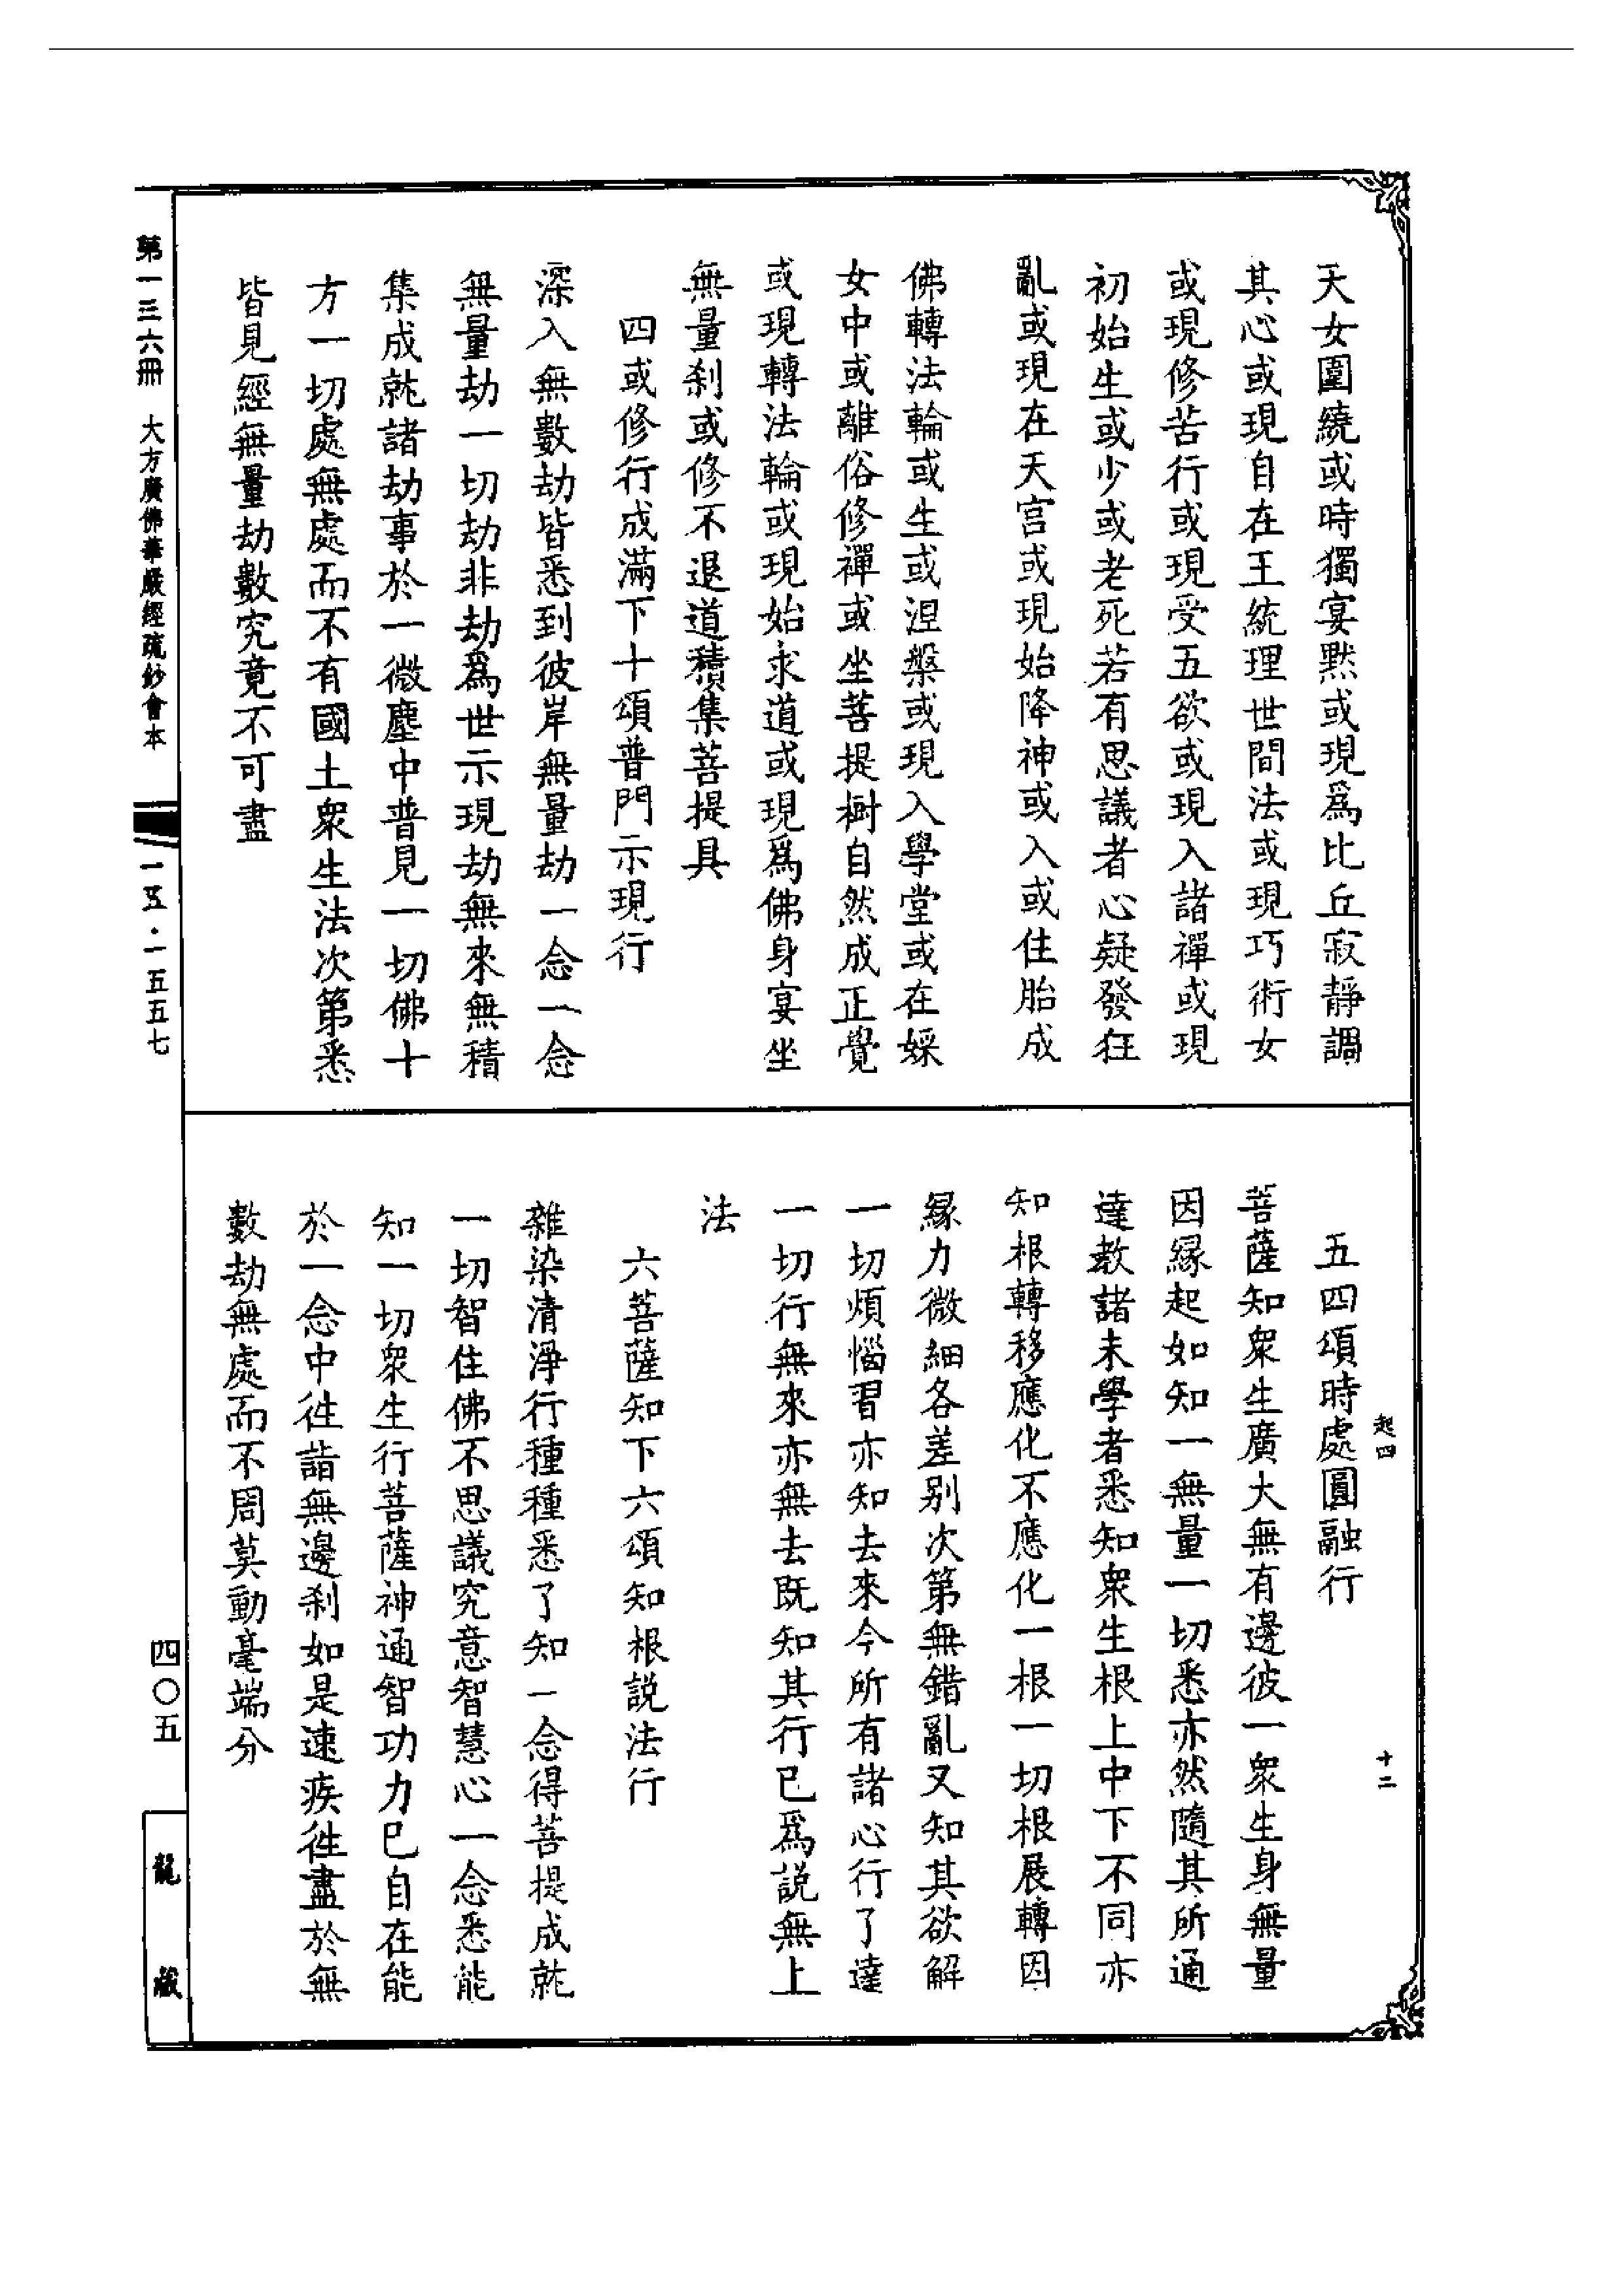 天女圍繞或時獨宴黙或現爲比丘寂靜調
其心或現自在王統理世間法或現巧術女
或現修苦行或現受五欲或現入諸禪或現
初始生或少或老死若有思議者心疑發狂
亂或現在天宮或現始降神或入或住胎成
佛轉法輪或生或涅槃或現入學堂或在婇
女中或離俗修禪或坐菩提樹自然成正覺
或現轉法輪或現始求道或現爲佛身宴坐
無量刹或修不退道積集菩提具
四或修行成滿下十頌普門示現行
深入無數劫皆悉到彼岸無量劫一念一念
無量劫一切劫非劫爲世示現劫無來無積
集成就諸劫事於一微塵中普見一切佛十
方一切處無處而不有國土衆生法次第悉
皆見經無量劫數究竟不可盡
五四頌時處圓融行
菩薩知衆生廣大無有邊彼一衆生身無量
因緣起如知一無量一切悉亦然隨其所通
達教諸未學者悉知衆生根上中下不同亦
知根轉移應化不應化一根一切根展轉因
緣力微細各差别次第無錯亂又知其欲解
一切煩惱習亦知去來今所有諸心行了達
一切行無來亦無去既知其行已爲説無上
法
六菩薩知下六頌知根説法行
雜染清淨行種種悉了知一念得菩提成就
一切智住佛不思議究意智慧心一念悉能
知一切衆生行菩薩神通智功力已自在能
於一念中徃詣無邊刹如是速疾徃盡於無
數劫無處而不周莫動毫端分
起四
十二
第一三六冊 大方廣佛華嚴經疏鈔會本
一五·一五五七
四〇五
龍藏